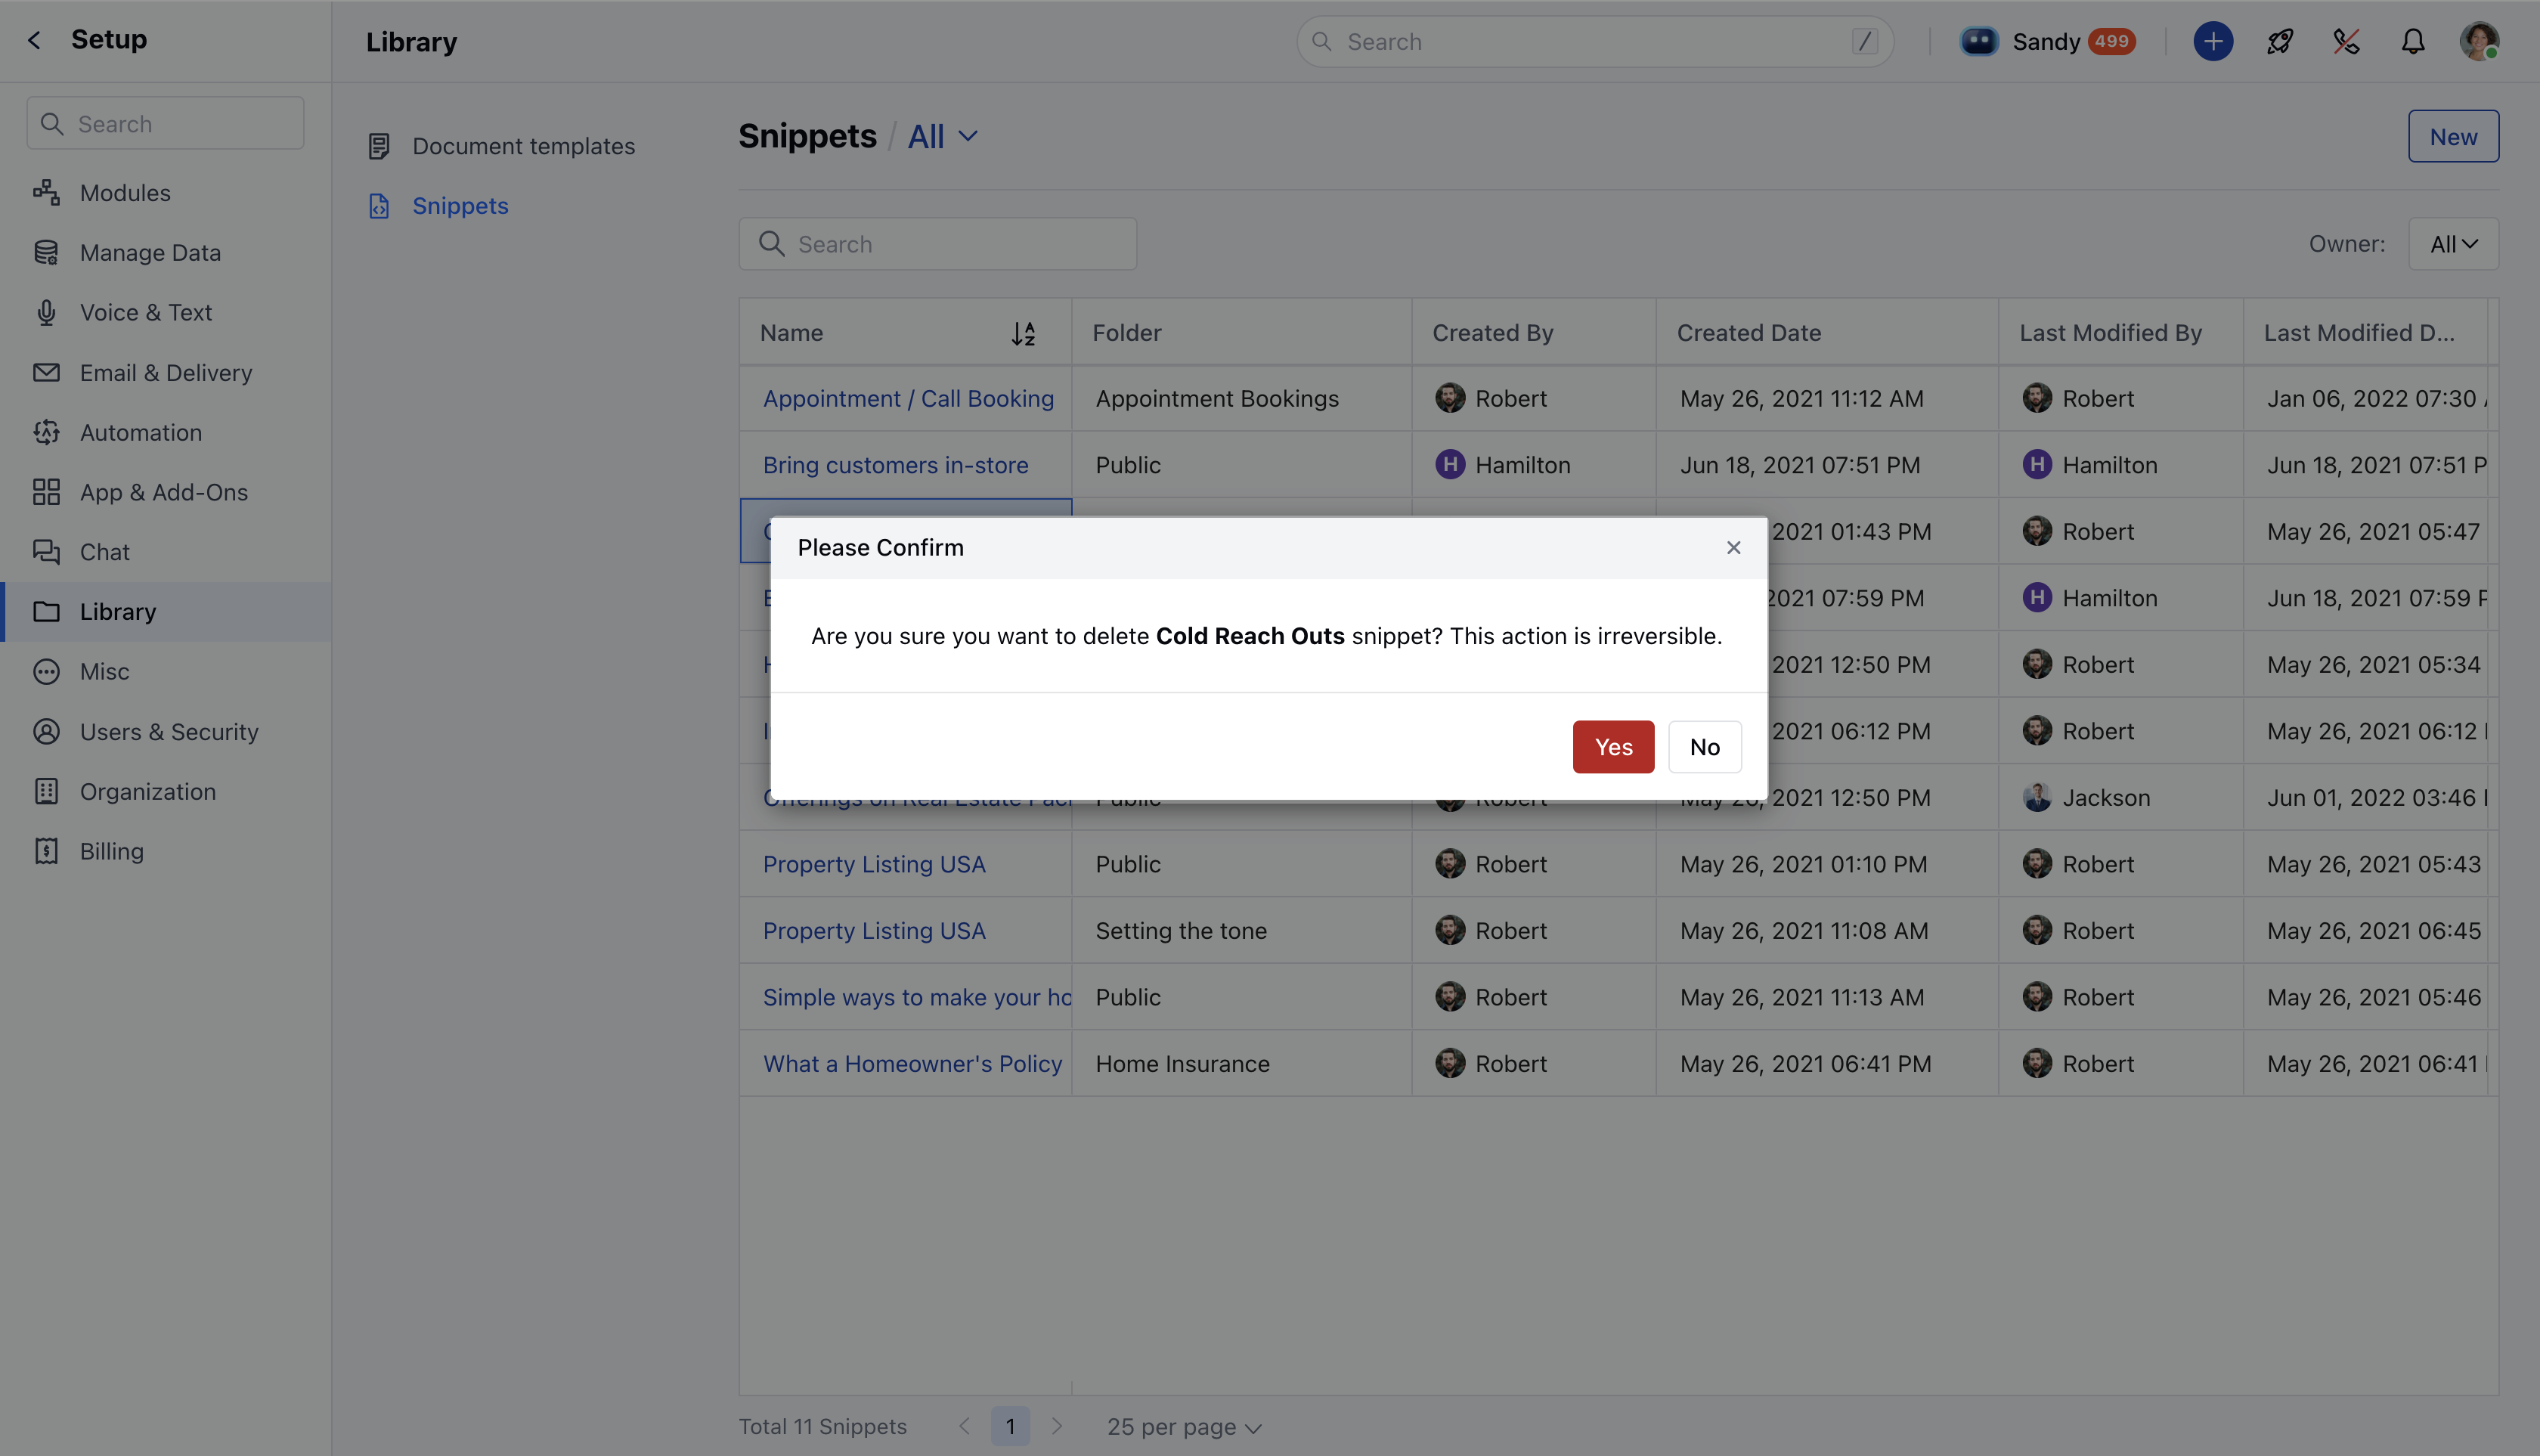 Setup
Library
Search
/
Sandy 499
Search
Modules
Manage Data
Voice & Text
Email & Delivery
Automation
App & Add-Ons
Chat
Library
Misc
Users & Security
Organization
Billing
Document templates
Snippets
Snippets / All
New
Search
Owner: All
Name Folder Created By Created Date Last Modified By Last Modified D...
Appointment / Call Booking Appointment Bookings Robert May 26, 2021 11:12 AM Robert Jan 06, 2022 07:30
Bring customers in-store Public H Hamilton Jun 18, 2021 07:51 PM H Hamilton Jun 18, 2021 07:51 P
2021 01:43 PM Robert May 26, 2021 05:47
2021 07:59 PM H Hamilton Jun 18, 2021 07:59 P
2021 12:50 PM Robert May 26, 2021 05:34
2021 06:12 PM Robert May 26, 2021 06:12
Offerings on Real Estate Public Robert May 26, 2021 12:50 PM Jackson Jun 01, 2022 03:46
Property Listing USA Public Robert May 26, 2021 01:10 PM Robert May 26, 2021 05:43
Property Listing USA Setting the tone Robert May 26, 2021 11:08 AM Robert May 26, 2021 06:45
Simple ways to make your ho Public Robert May 26, 2021 11:13 AM Robert May 26, 2021 05:46
What a Homeowner's Policy Home Insurance Robert May 26, 2021 06:41 PM Robert May 26, 2021 06:41
Please Confirm
Are you sure you want to delete Cold Reach Outs snippet? This action is irreversible.
Yes No
Total 11 Snippets 1 25 per page